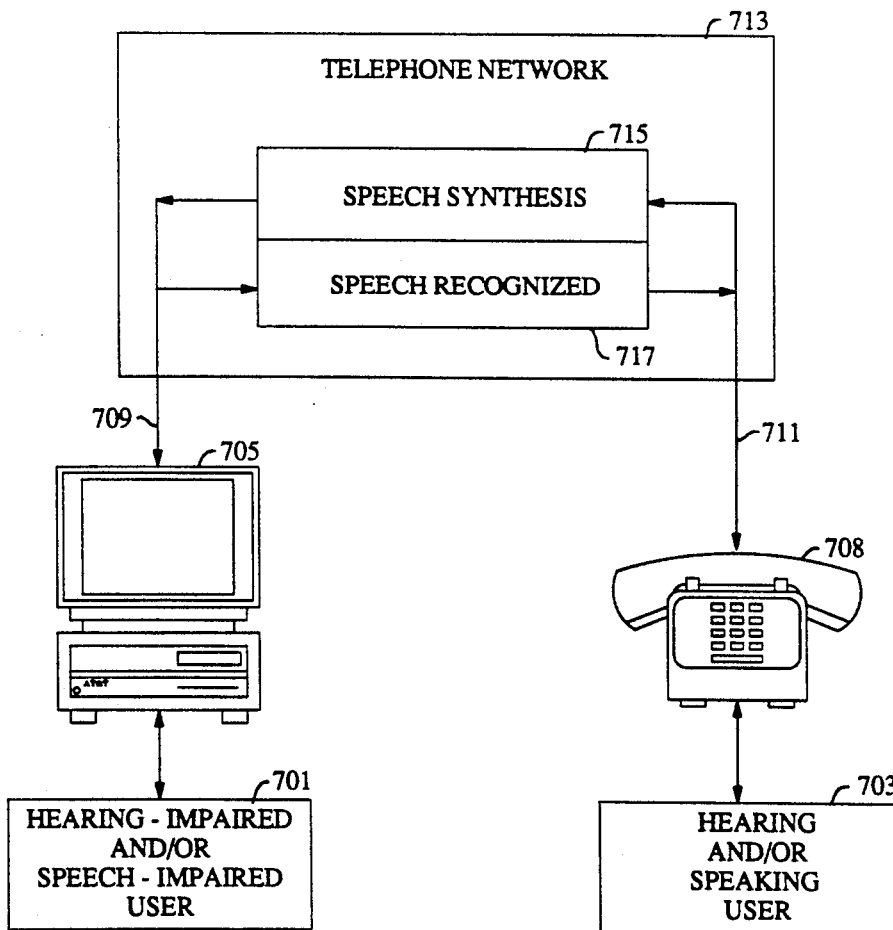 713
TELEPHONE NETWORK
715
SPEECH SYNTHESIS
SPEECH RECOGNIZED
717
709
711
705
708
AT&T
701
HEARING - IMPAIRED
AND/OR
SPEECH - IMPAIRED
USER
703
HEARING
AND/OR
SPEAKING
USER